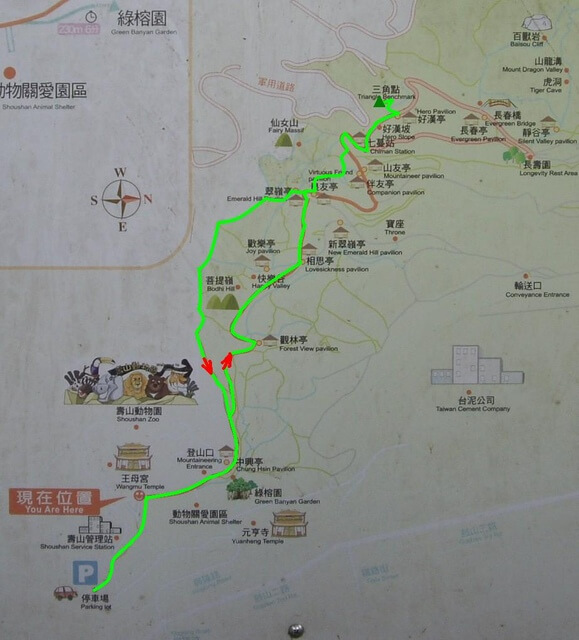 綠榕園
230m 6分
Green Banyan Garden
動物關愛園區
Shoushan Animal Shelter
W
S
N
E
軍用道路
仙女山
Fairy Massif
三角點
Triangle Benchmark
Hero Pavilion
好漢亭
好漢坡
Hero Slope
七蔓站
Chiman Station
百獸岩
Baisou Cliff
山龍溝
Mount Dragon Valley
虎洞
Tiger Cave
長春橋
Evergreen Bridge
長春亭
Evergreen Pavilion
靜谷亭
Silent Valley pavilion
長壽園
Longevity Rest Area
山友亭
Mountaineer pavilion
伴友亭
Companion pavilion
Virtuous Friend
pavilion
翠嶺亭
Emerald Hill
寶座
Throne
歡樂亭
Joy pavilion
新翠嶺亭
New Emerald Hill pavilion
相思亭
Lovesickness pavilion
菩提嶺
Bodhi Hill
快樂谷
Happy Valley
輸送口
Conveyance Entrance
觀林亭
Forest View pavilion
台泥公司
Taiwan Cement Company
壽山動物園
Shoushan Zoo
登山口
Mountaineering
Entrance
中興亭
Chung Hsin Pavilion
王母宮
Wangmu Temple
現在位置
You Are Here
綠榕園
Green Banyan Garden
動物關愛園區
Shoushan Animal Shelter
元亨寺
Yuanheng Temple
壽山管理站
Shoushan Service Station
P
停車場
Parking lot